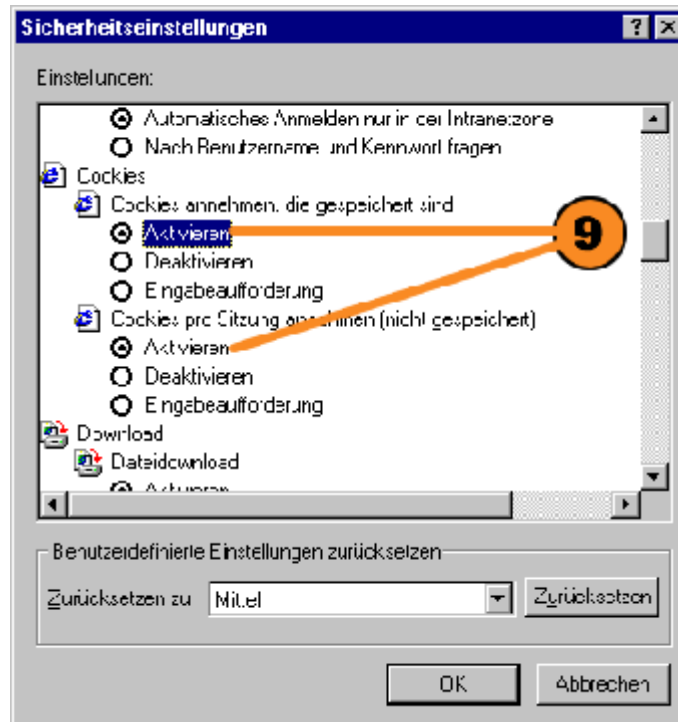 Sicherheitseinstellungen
Einstellungen:
Automatisches Anmelden nur in der Intranetzone
Nach Benutzername und Kennwort fragen
Cookies
Cookies annehmen, die gespeichert sind
Aktivieren
9
Deaktivieren
Eingabeaufforderung
Cookies pro Sitzung annehmen (nicht gespeichert)
Aktivieren
Deaktivieren
Eingabeaufforderung
Download
Dateidownload
Aktivieren
Benutzerdefinierte Einstellungen zurücksetzen
Zurücksetzen zu Mittel Zurücksetzen
OK Abbrechen